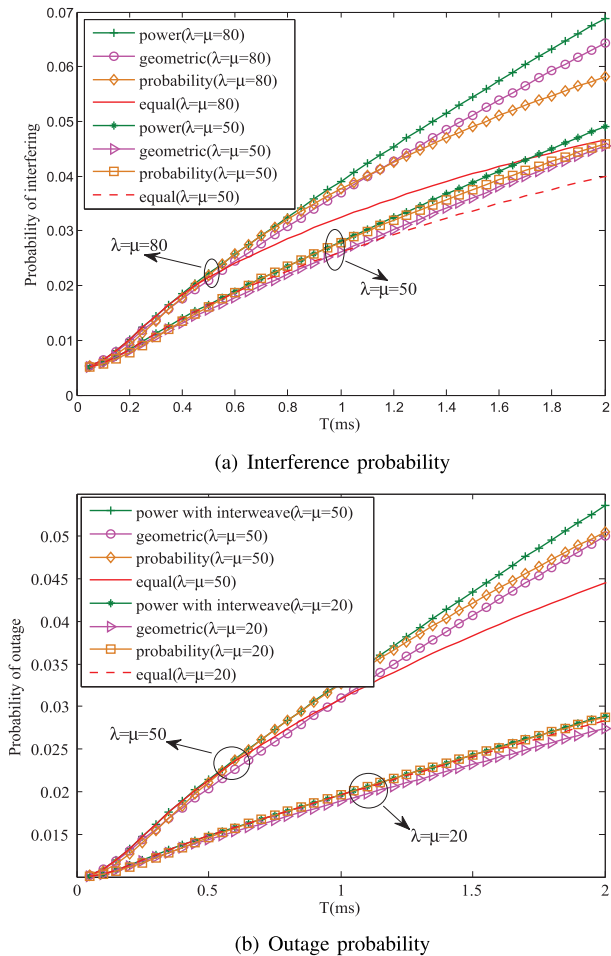 0.07
0.06
0.05
0.04
0.03
0.02
0.01
0
Probability of interfering
power(λ=μ=80)
geometric(λ=μ=80)
probability(λ=μ=80)
equal(λ=μ=80)
power(λ=μ=50)
geometric(λ=μ=50)
probability(λ=μ=50)
equal(λ=μ=50)
λ=μ=80
λ=μ=50
0.2 0.4 0.6 0.8 1 1.2 1.4 1.6 1.8 2
T(ms)
(a) Interference probability
0.05
0.045
0.04
0.035
0.03
0.025
0.02
0.015
Probability of outage
power with interweave(λ=μ=50)
geometric(λ=μ=50)
probability(λ=μ=50)
equal(λ=μ=50)
power with interweave(λ=μ=20)
geometric(λ=μ=20)
probability(λ=μ=20)
equal(λ=μ=20)
λ=μ=50
λ=μ=20
0 0.5 1 1.5 2
T(ms)
(b) Outage probability